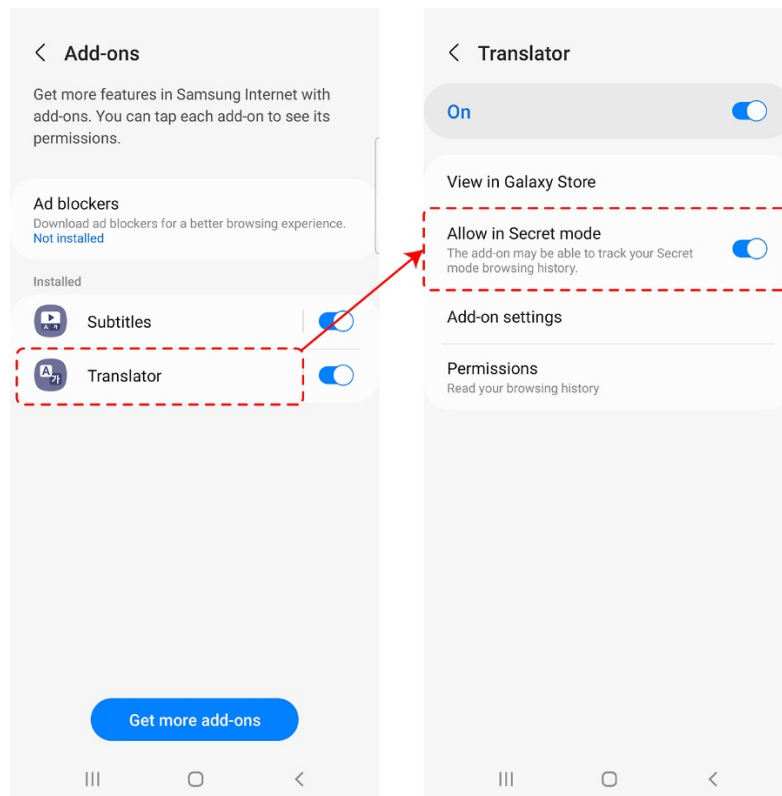 Add-ons
Get more features in Samsung Internet with
add-ons. You can tap each add-on to see its
permissions.
Ad blockers
Download ad blockers for a better browsing experience.
Not installed
Installed
Subtitles
Translator
Get more add-ons
Translator
On
View in Galaxy Store
Allow in Secret mode
The add-on may be able to track your Secret
mode browsing history.
Add-on settings
Permissions
Read your browsing history